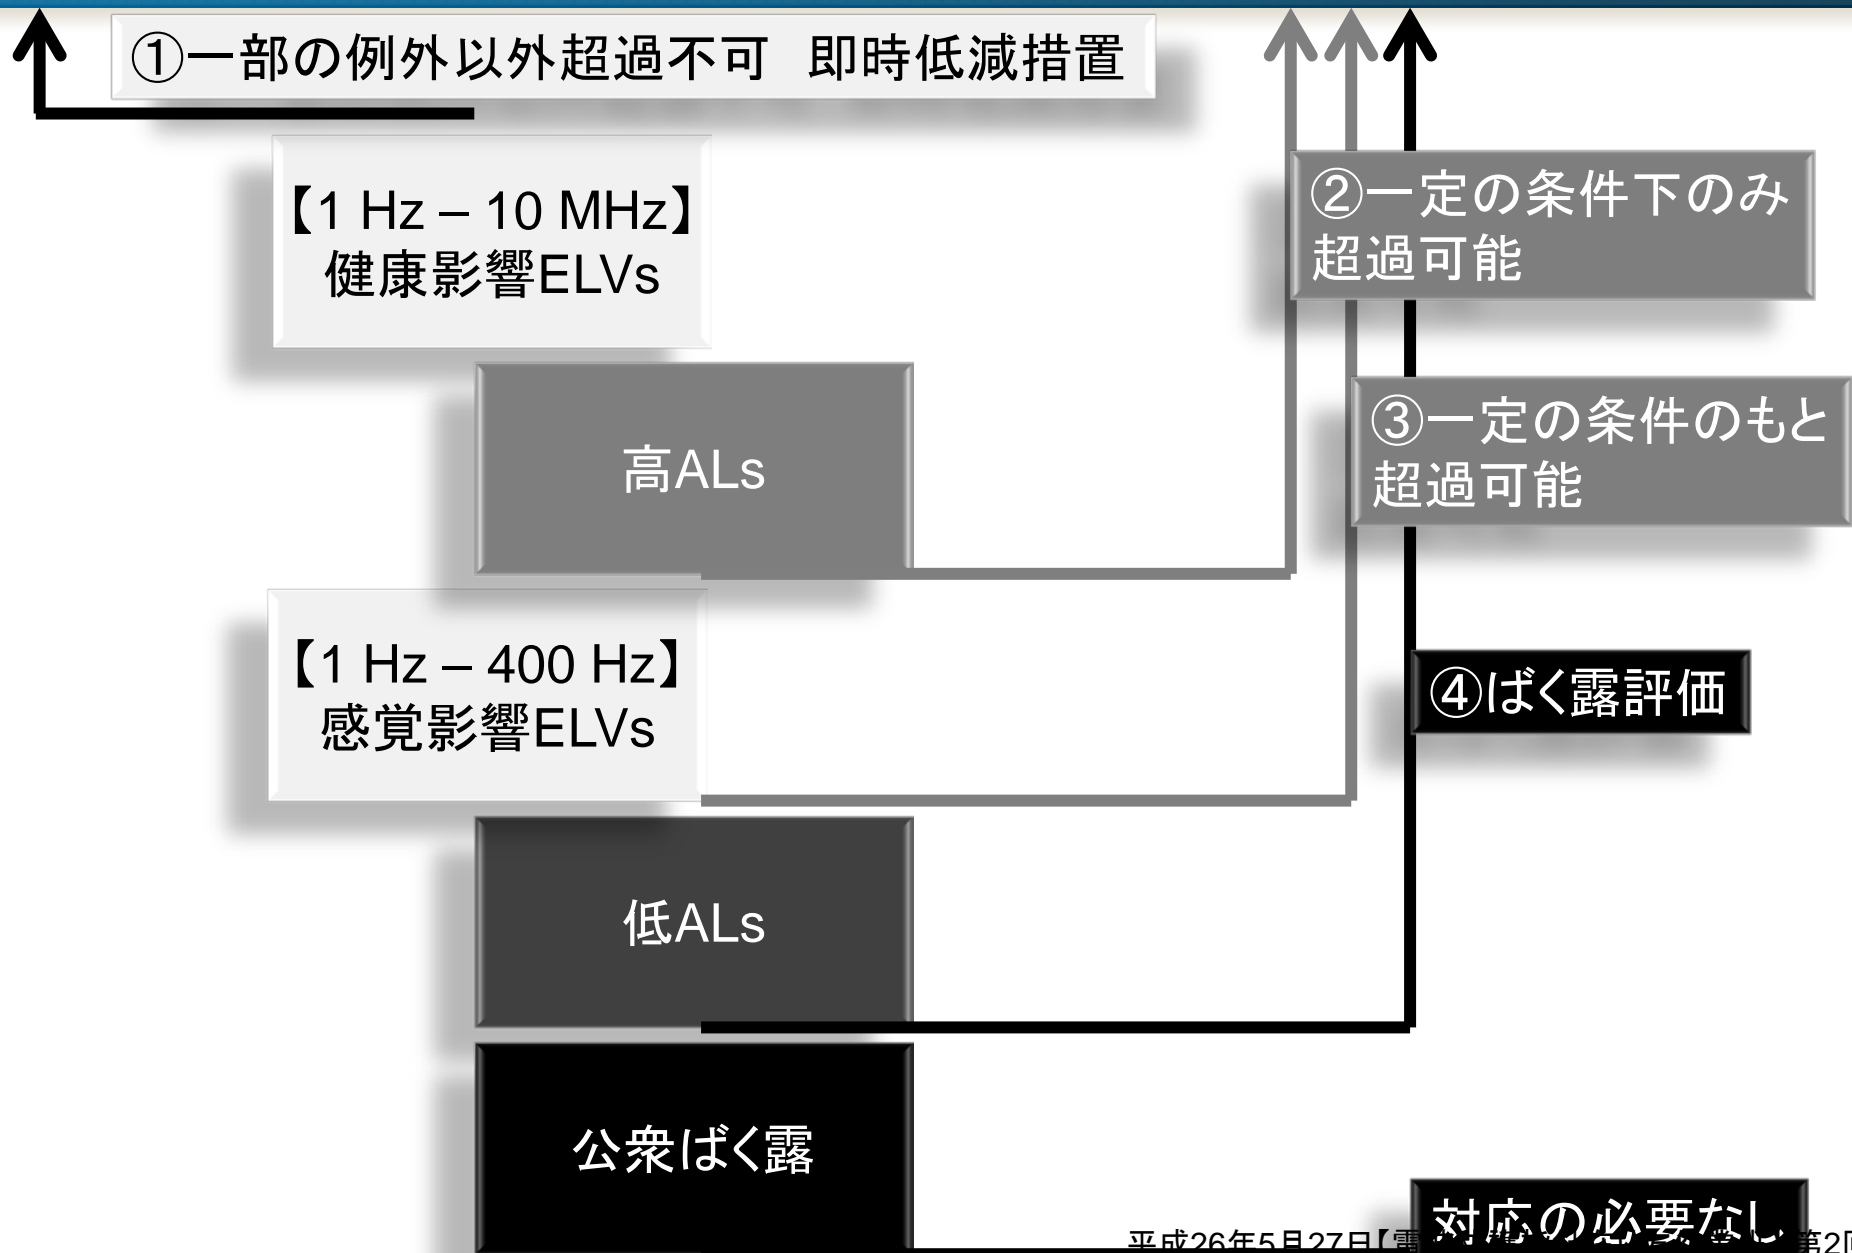 ①一部の例外以外超過不可　即時低減措置
【1 Hz – 10 MHz】
健康影響ELVs
②一定の条件下のみ
超過可能
高ALs
③一定の条件のもと
超過可能
【1 Hz – 400 Hz】
感覚影響ELVs
④ばく露評価
低ALs
公衆ばく露
対応の必要なし
平成26年5月27日【電
第2回